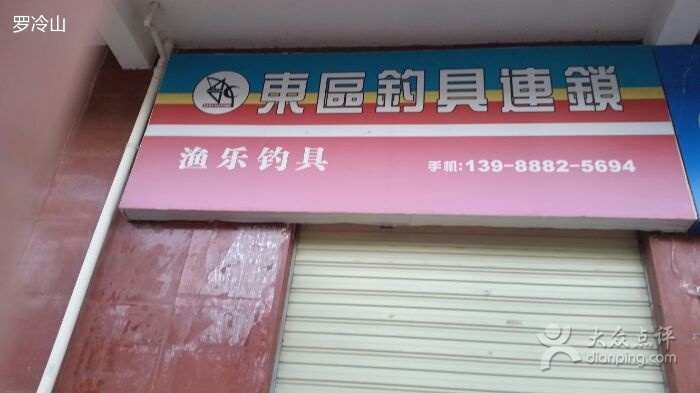 罗冷山
東區釣具連鎖
渔乐钓具
手机:139-8882-5694
大众点评
dianping.com